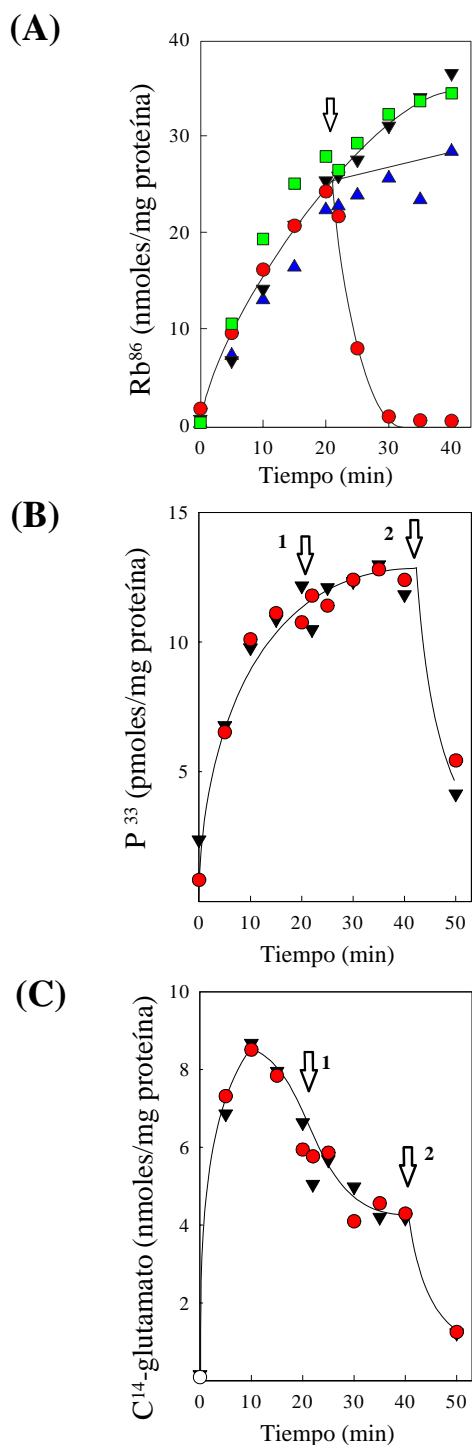 (A)
Rb86 (nmoles/mg proteína)
40
30
20
10
0
0 10 20 30 40
Tiempo (min)
(B)
P 33 (pmoles/mg proteína)
15
10
5
1
2
0 10 20 30 40 50
Tiempo (min)
(C)
C14-glutamato (nmoles/mg proteína)
10
8
6
4
2
1
2
0 10 20 30 40 50
Tiempo (min)